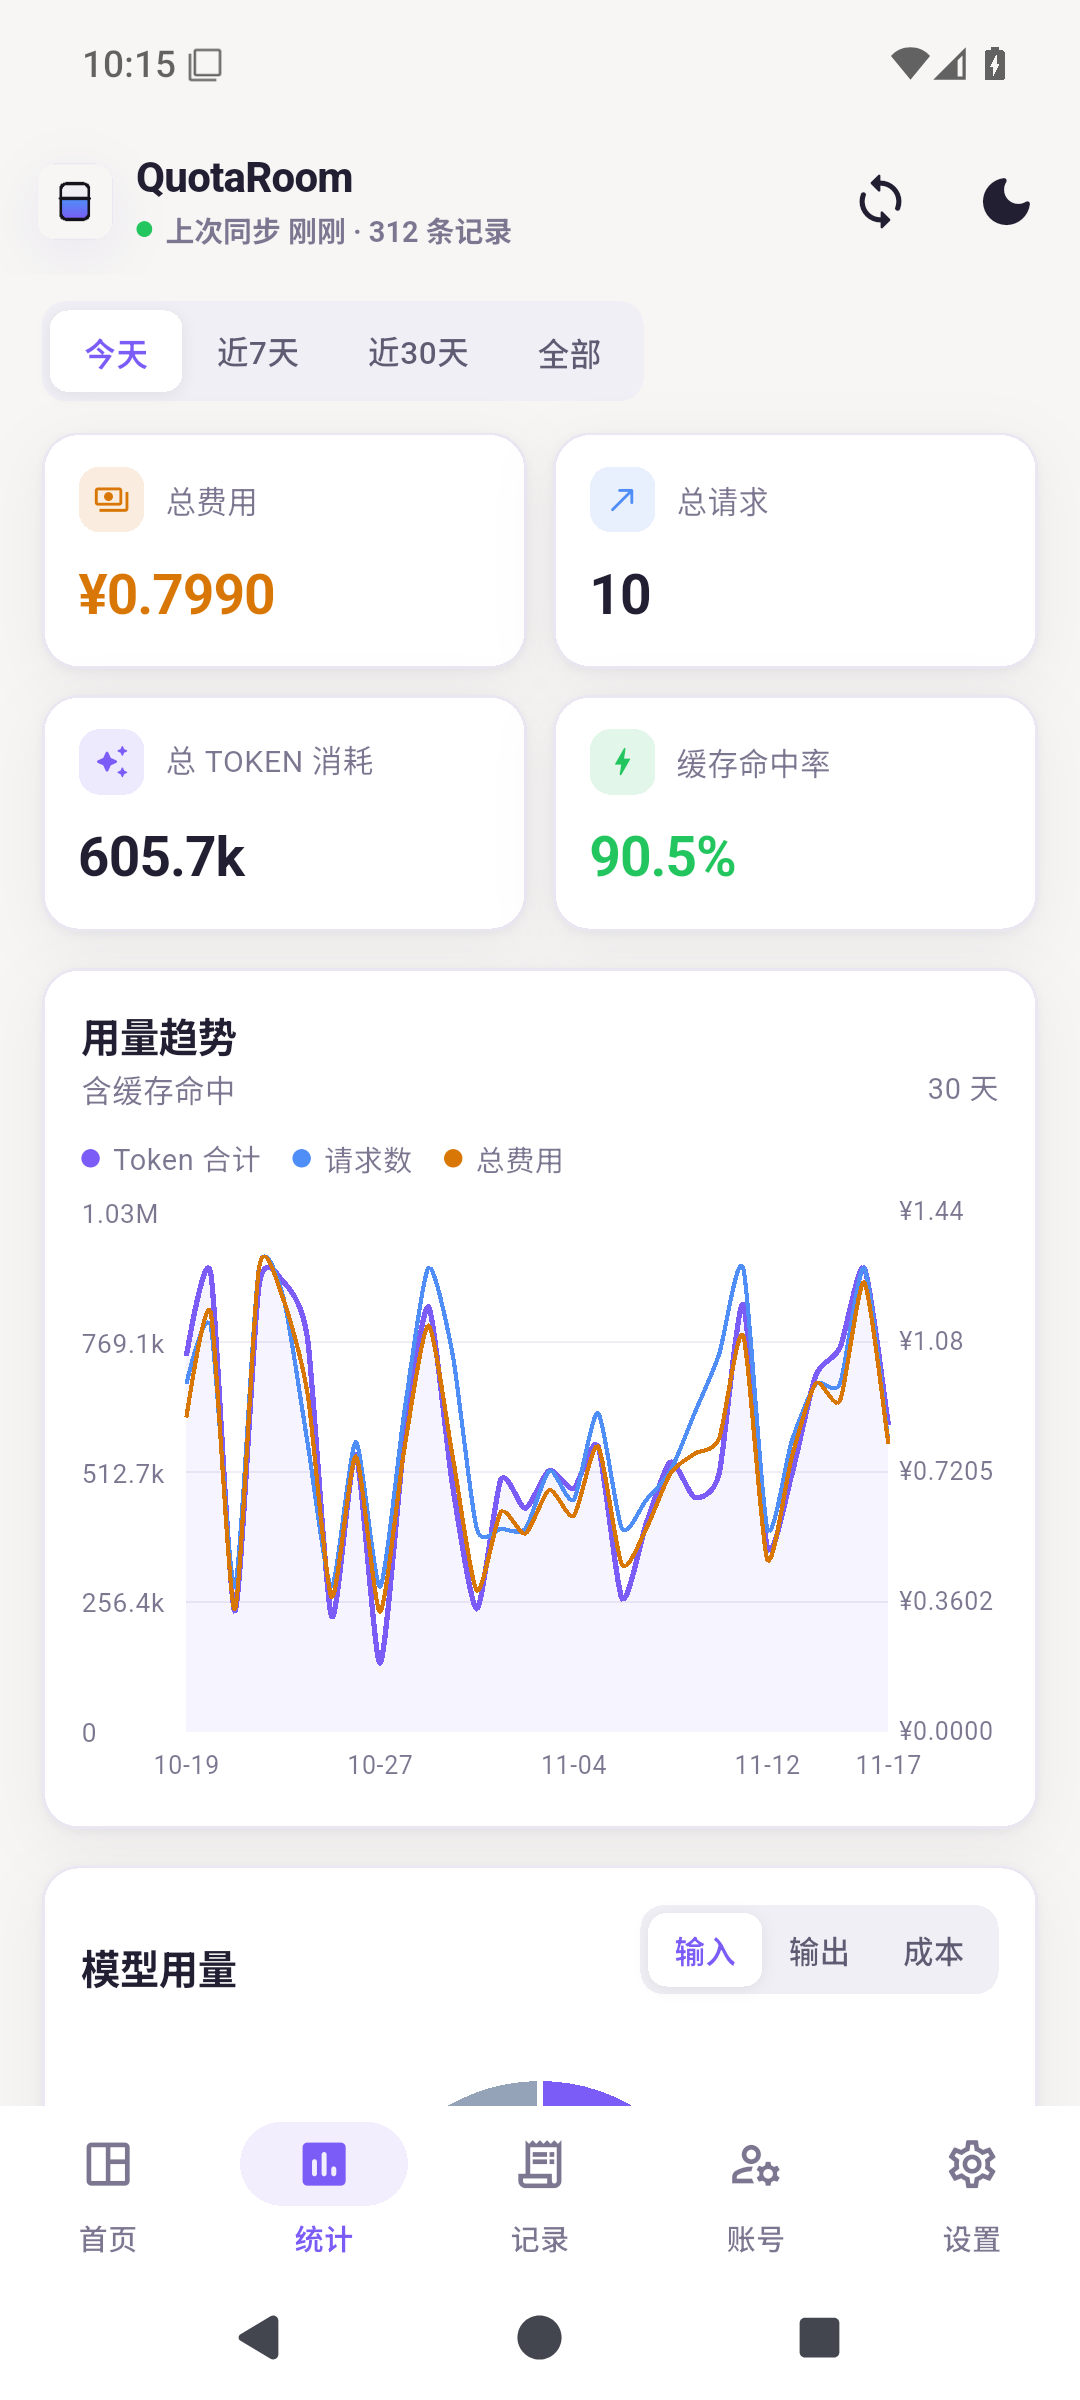 10:15
QuotaRoom
上次同步 刚刚 · 312 条记录
今天 近7天 近30天 全部
总费用
¥0.7990
总请求
10
总 TOKEN 消耗
605.7k
缓存命中率
90.5%
用量趋势
含缓存命中
30 天
Token 合计 请求数 总费用
1.03M ¥1.44
769.1k ¥1.08
512.7k ¥0.7205
256.4k ¥0.3602
0 ¥0.0000
10-19 10-27 11-04 11-12 11-17
模型用量
输入 输出 成本
首页 统计 记录 账号 设置